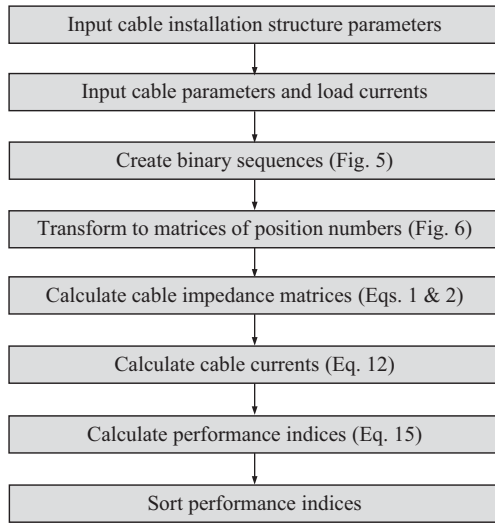 Input cable installation structure parameters
Input cable parameters and load currents
Create binary sequences (Fig. 5)
Transform to matrices of position numbers (Fig. 6)
Calculate cable impedance matrices (Eqs. 1 & 2)
Calculate cable currents (Eq. 12)
Calculate performance indices (Eq. 15)
Sort performance indices